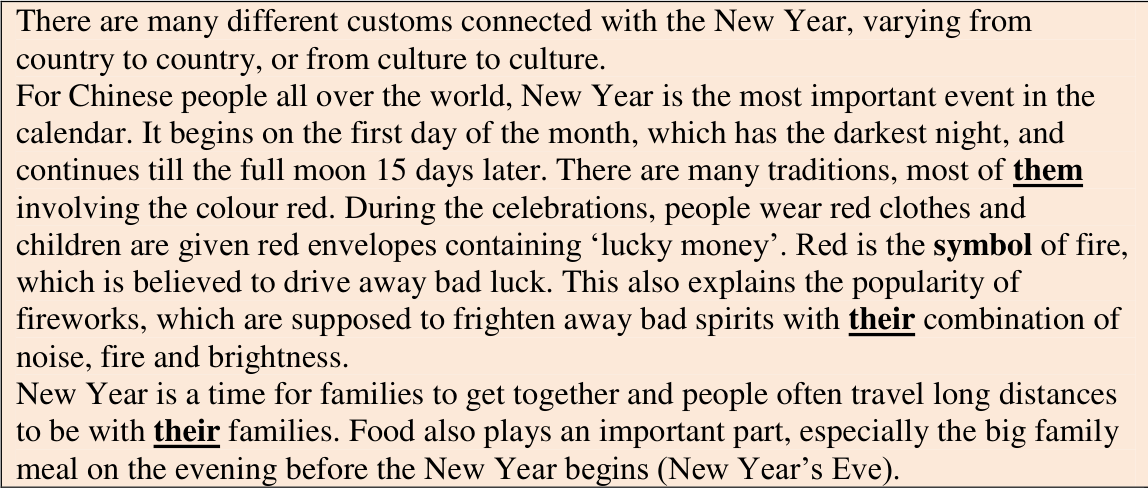 There are many different customs connected with the New Year, varying from
country to country, or from culture to culture.
For Chinese people all over the world, New Year is the most important event in the
calendar. It begins on the first day of the month, which has the darkest night, and
continues till the full moon 15 days later. There are many traditions, most of them
involving the colour red. During the celebrations, people wear red clothes and
children are given red envelopes containing ‘lucky money’. Red is the symbol of fire,
which is believed to drive away bad luck. This also explains the popularity of
fireworks, which are supposed to frighten away bad spirits with their combination of
noise, fire and brightness.
New Year is a time for families to get together and people often travel long distances
to be with their families. Food also plays an important part, especially the big family
meal on the evening before the New Year begins (New Year’s Eve).